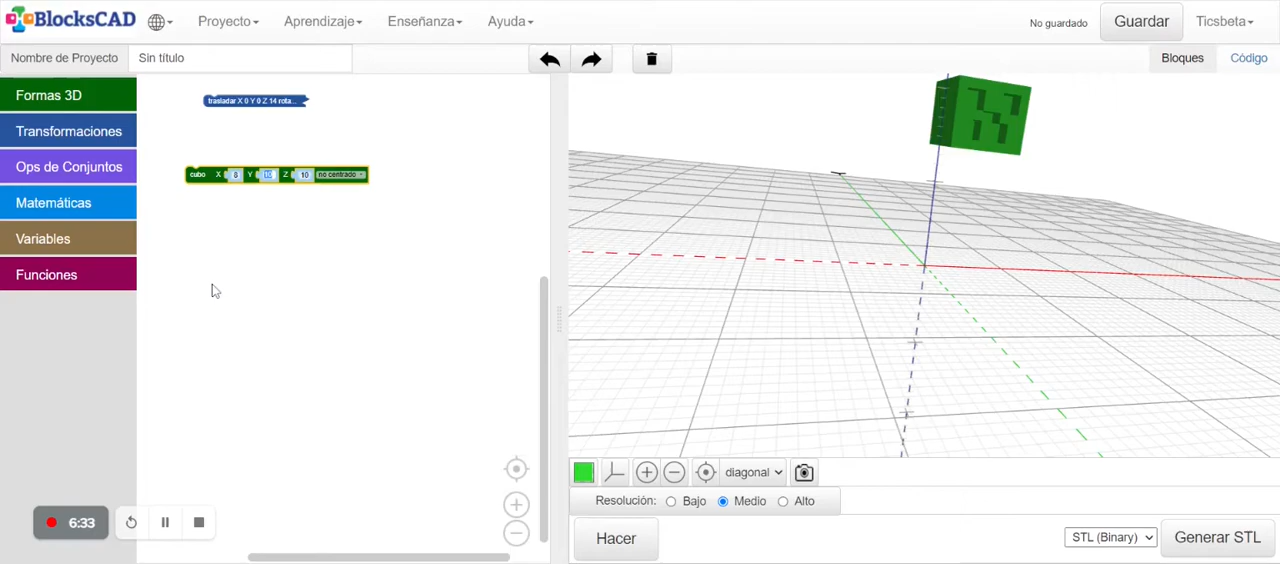 BlocksCAD
Proyecto
Aprendizaje
Enseñanza
Ayuda
No guardado
Guardar
Ticsbeta
Nombre de Proyecto
Sin título
Bloques
Código
Formas 3D
Transformaciones
Ops de Conjuntos
Matemáticas
Variables
Funciones
trasladar X 0 Y 0 Z 14 rota...
cubo X 8 Y Z 10 no centrado
diagonal
Resolución: Bajo Medio Alto
Hacer
STL (Binary)
Generar STL
6:33